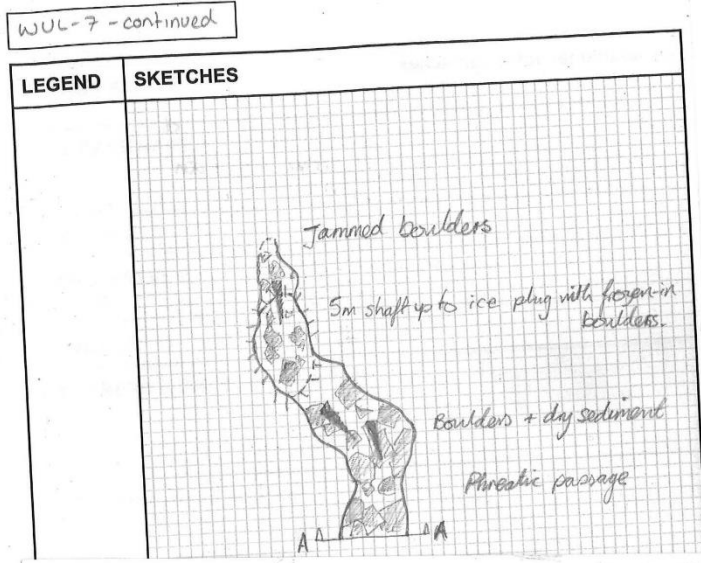 WUL-7-continued
LEGEND
SKETCHES
Jammed boulders
5m shaft up to ice plug with frozen-in
boulders.
Boulders + dry sediment
Phreatic passage
A A